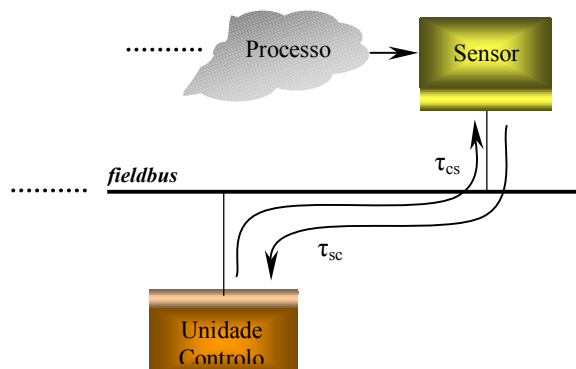 Processo
Sensor
τcs
fieldbus
τsc
Unidade
Controlo